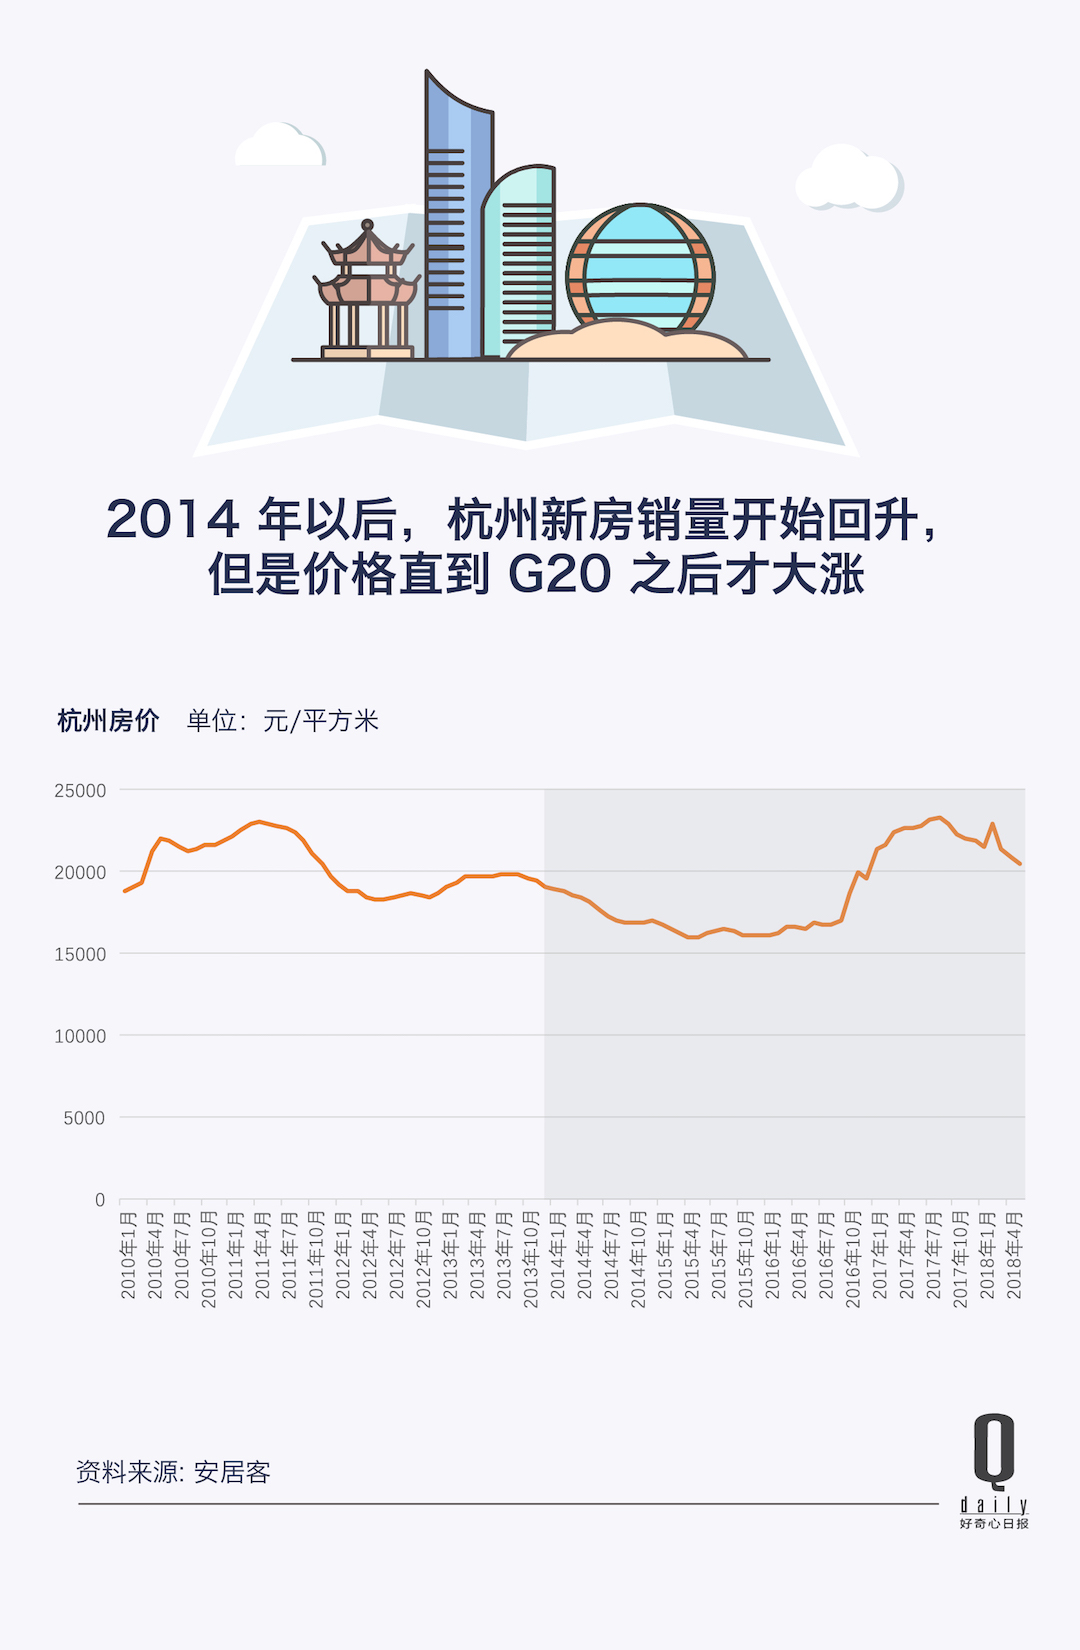 2014 年以后，杭州新房销量开始回升，
但是价格直到 G20 之后才大涨
杭州房价 单位：元/平方米
25000
20000
15000
10000
5000
0
2010年1月
2010年4月
2010年7月
2010年10月
2011年1月
2011年4月
2011年7月
2011年10月
2012年1月
2012年4月
2012年7月
2012年10月
2013年1月
2013年4月
2013年7月
2013年10月
2014年1月
2014年4月
2014年7月
2014年10月
2015年1月
2015年4月
2015年7月
2015年10月
2016年1月
2016年4月
2016年7月
2016年10月
2017年1月
2017年4月
2017年7月
2017年10月
2018年1月
2018年4月
资料来源: 安居客
Q
daily
好奇心日报